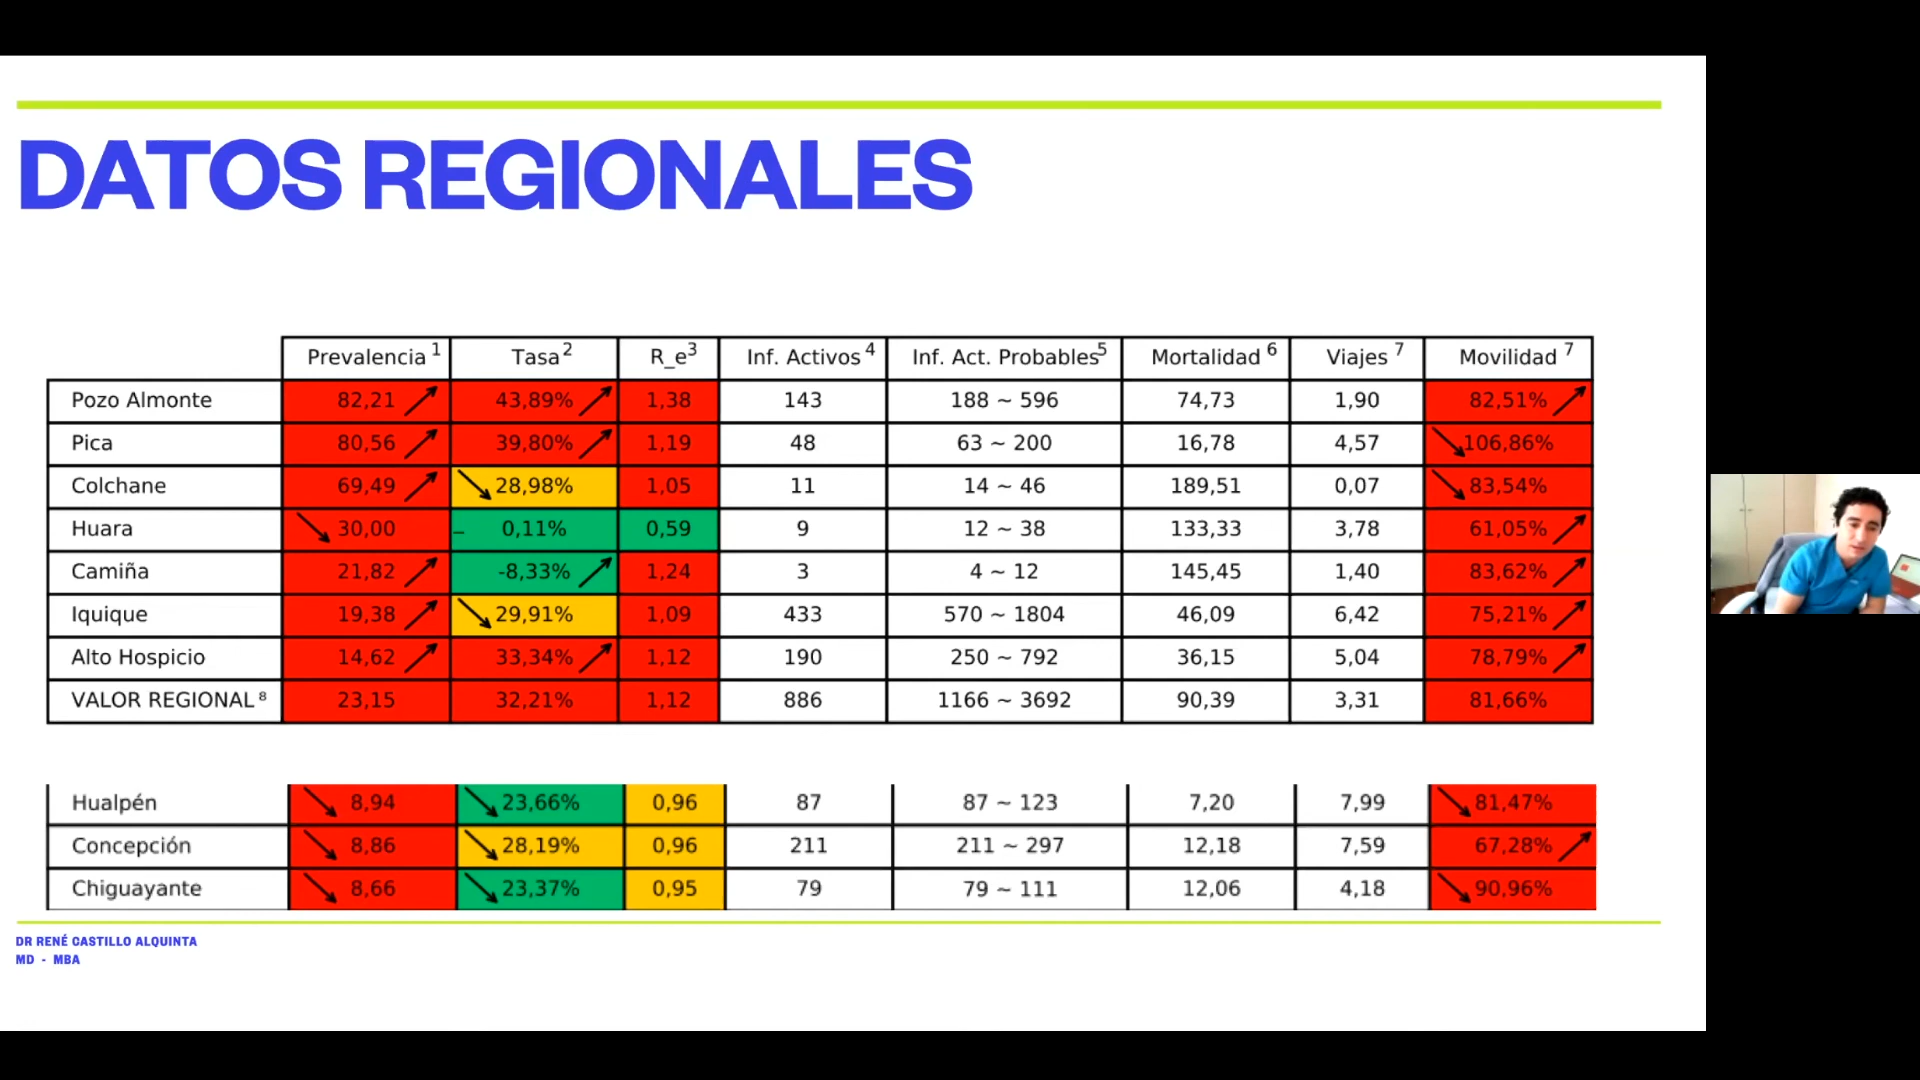 DATOS REGIONALES
Prevalencia 1 Tasa 2 R_e3 Inf. Activos 4 Inf. Act. Probables5 Mortalidad 6 Viajes 7 Movilidad 7
Pozo Almonte 82,21 43,89% 1,38 143 188 ~ 596 74,73 1,90 82,51%
Pica 80,56 39,80% 1,19 48 63 ~ 200 16,78 4,57 106,86%
Colchane 69,49 28,98% 1,05 11 14 ~ 46 189,51 0,07 83,54%
Huara 30,00 – 0,11% 0,59 9 12 ~ 38 133,33 3,78 61,05%
Camiña 21,82 -8,33% 1,24 3 4 ~ 12 145,45 1,40 83,62%
Iquique 19,38 29,91% 1,09 433 570 ~ 1804 46,09 6,42 75,21%
Alto Hospicio 14,62 33,34% 1,12 190 250 ~ 792 36,15 5,04 78,79%
VALOR REGIONAL 8 23,15 32,21% 1,12 886 1166 ~ 3692 90,39 3,31 81,66%
Hualpén 8,94 23,66% 0,96 87 87 ~ 123 7,20 7,99 81,47%
Concepción 8,86 28,19% 0,96 211 211 ~ 297 12,18 7,59 67,28%
Chiguayante 8,66 23,37% 0,95 79 79 ~ 111 12,06 4,18 90,96%
DR RENÉ CASTILLO ALQUINTA
MD - MBA